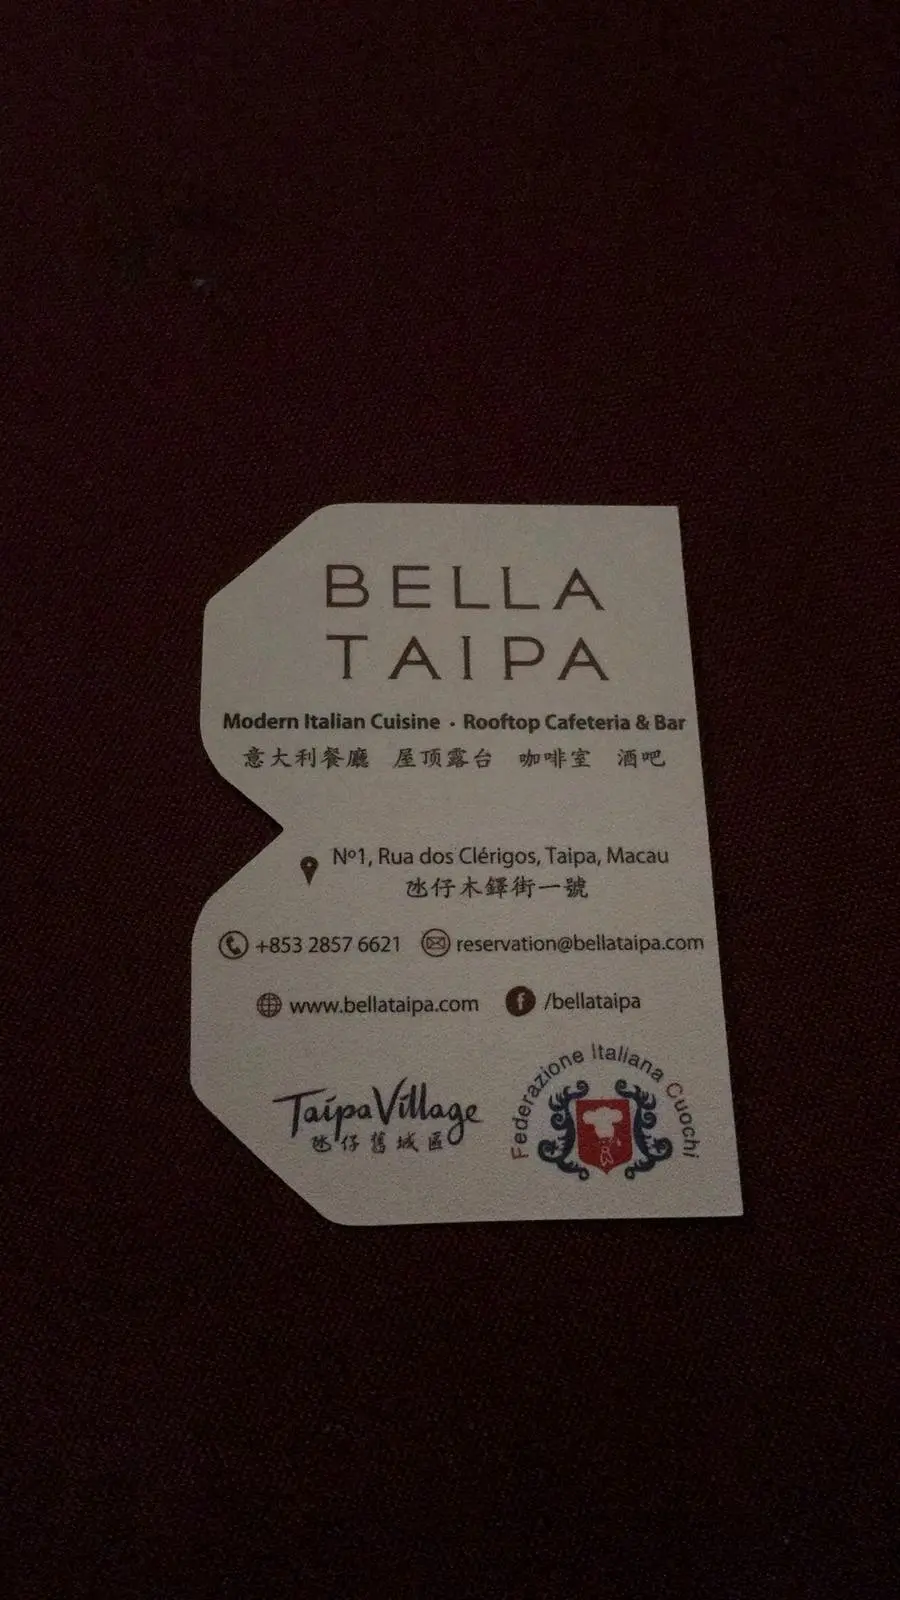 BELLA
TAIPA
Modern Italian Cuisine · Rooftop Cafeteria & Bar
意大利餐廳 屋顶露台 咖啡室 酒吧
Nº1, Rua dos Clérigos, Taipa, Macau
氹仔木鐸街一號
+853 2857 6621 reservation@bellataipa.com
www.bellataipa.com f /bellataipa
Taipa Village
氹仔舊城區
Federazione Italiana Cuochi